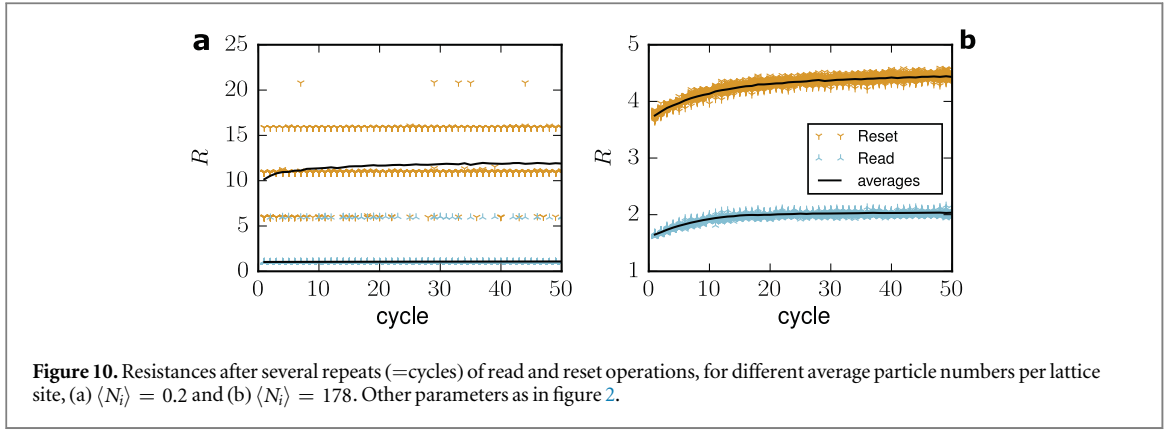 a
b
25
20
15
10
5
0
R
0 10 20 30 40 50
cycle
5
4
3
2
1
R
0 10 20 30 40 50
cycle
Reset
Read
averages
Figure 10. Resistances after several repeats (=cycles) of read and reset operations, for different average particle numbers per lattice
site, (a) ⟨Nᵢ⟩ = 0.2 and (b) ⟨Nᵢ⟩ = 178. Other parameters as in figure 2.